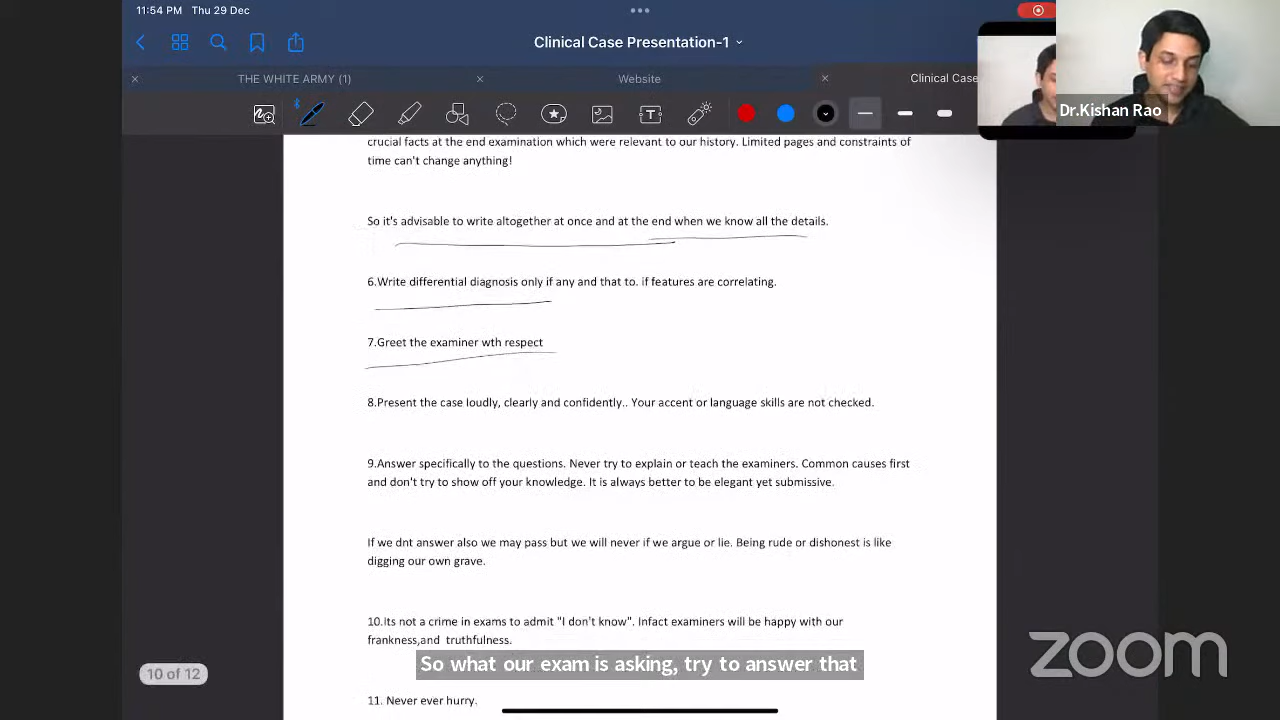 11:54 PM Thu 29 Dec
Clinical Case Presentation-1
THE WHITE ARMY (1)
Website
Clinical Case
Dr.Kishan Rao
crucial facts at the end examination which were relevant to our history. Limited pages and constraints of
time can't change anything!
So it's advisable to write altogether at once and at the end when we know all the details.
6.Write differential diagnosis only if any and that to. if features are correlating.
7.Greet the examiner wth respect
8.Present the case loudly, clearly and confidently.. Your accent or language skills are not checked.
9.Answer specifically to the questions. Never try to explain or teach the examiners. Common causes first
and don't try to show off your knowledge. It is always better to be elegant yet submissive.
If we dnt answer also we may pass but we will never if we argue or lie. Being rude or dishonest is like
digging our own grave.
10.Its not a crime in exams to admit "I don't know". Infact examiners will be happy with our
frankness,and truthfulness.
So what our exam is asking, try to answer that
10 of 12
zoom
11. Never ever hurry.